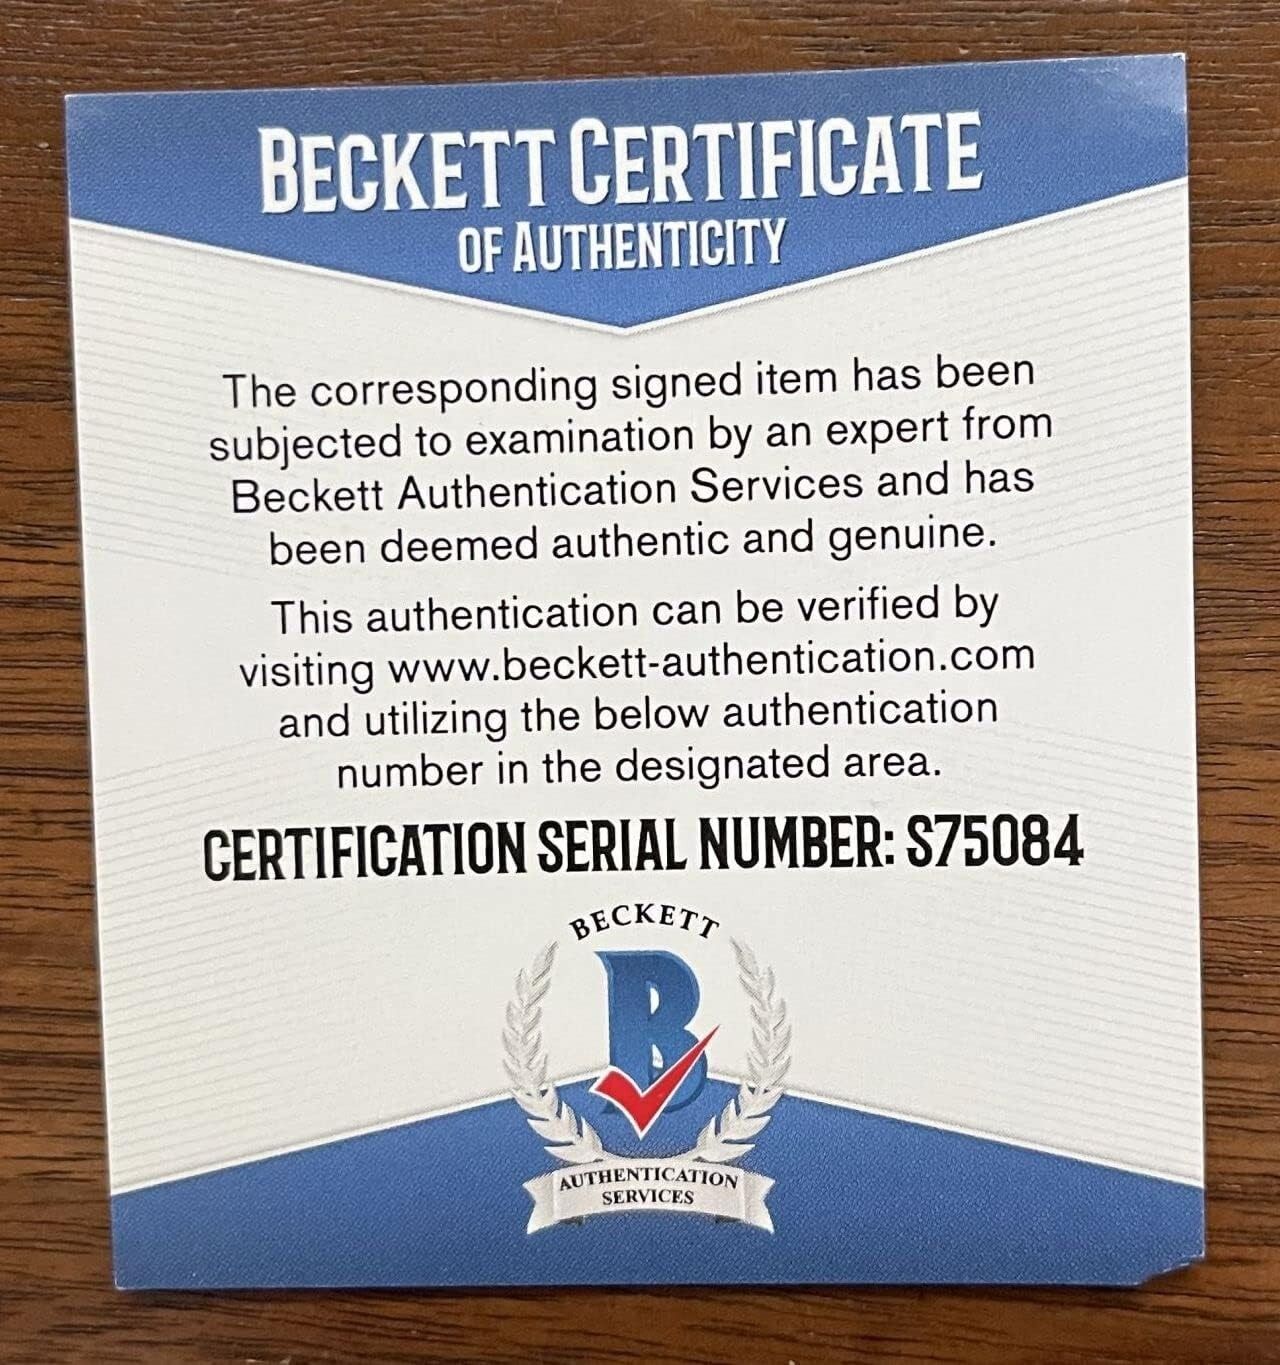 BECKETT CERTIFICATE
OF AUTHENTICITY
The corresponding signed item has been
subjected to examination by an expert from
Beckett Authentication Services and has
been deemed authentic and genuine.
This authentication can be verified by
visiting www.beckett-authentication.com
and utilizing the below authentication
number in the designated area.
CERTIFICATION SERIAL NUMBER: S75084
BECKETT
B
AUTHENTICATION
SERVICES